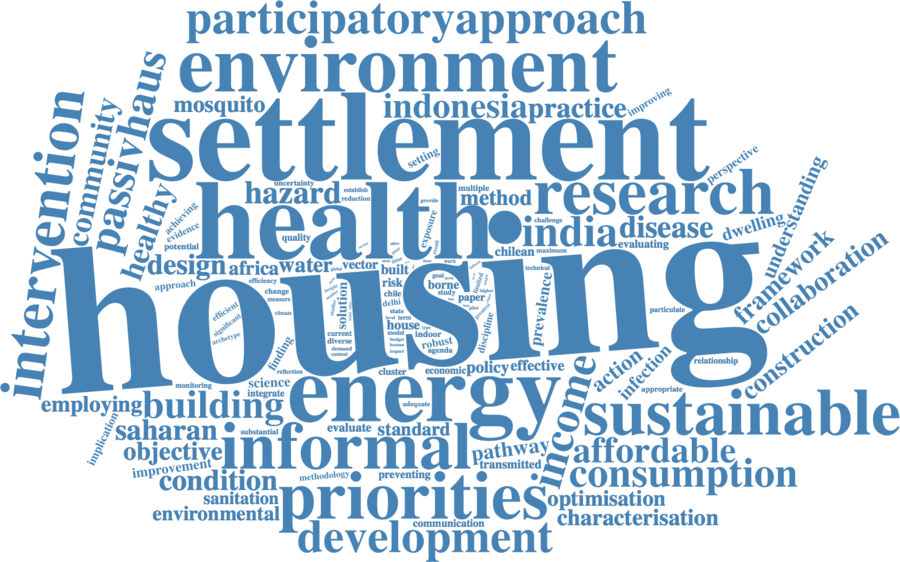 participatoryapproach
environment
mosquito
indonesia
practice
improving
settlement
setting
perspective
passivhaus
community
intervention
healthy
achieving
evidence
potential
uncertainty
hazard
establish
reduction
multiple
method
provide
research
health
quality
exposure
challenge
india
disease
dwelling
understanding
evaluating
chilean
maximum
design
africa
water
vector
built
risk
borne
goal
study
work
technical
approach
efficiency
change
measure
climate
solution
chile
delhi
state
paper
limited
prevalence
particulate
framework
collaboration
housing
efficient
significant
archetype
current
diverse
demand
context
level
term
house
type
model
indoor
budget
human
robust
impact
agenda
discipline
relationship
construction
finding
reflection
cluster
economic
policy
effective
action
infection
appropriate
monitoring
science
integrate
energy
adequate
income
employing
building
sustainable
implication
saharan
substantial
evaluate
standard
objective
informal
pathway
affordable
improvement
transmitted
condition
methodology
preventing
consumption
sanitation
priorities
optimisation
environmental
communication
characterisation
development